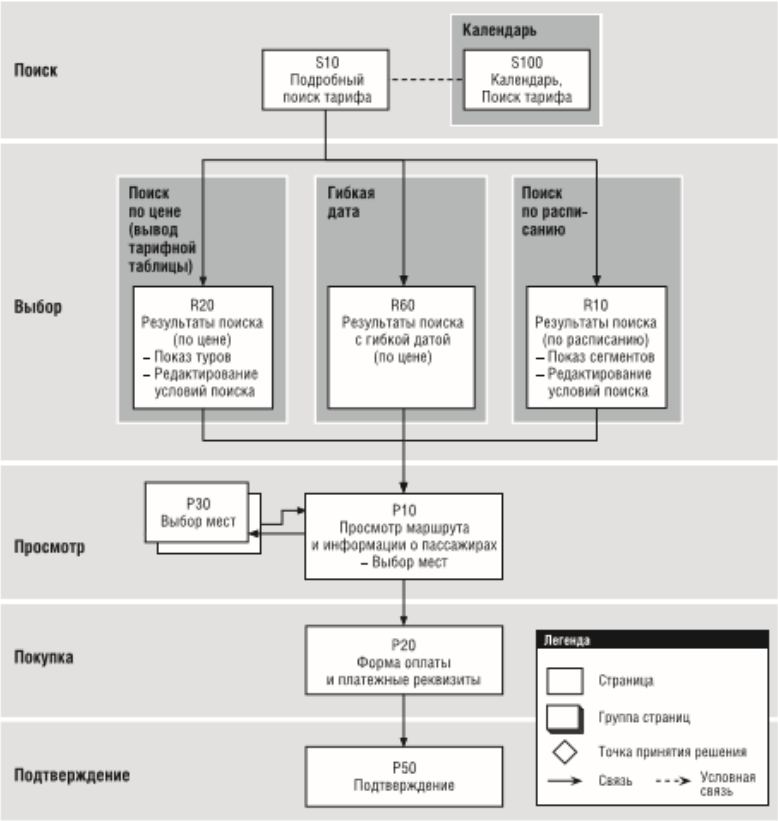 Поиск
S10
Подробный
поиск тарифа
Календарь
S100
Календарь,
Поиск тарифа
Выбор
Поиск
по цене
(вывод
тарифной
таблицы)
R20
Результаты поиска
(по цене)
– Показ туров
– Редактирование
условий поиска
Гибкая
дата
R60
Результаты поиска
с гибкой датой
(по цене)
Поиск
по распи-
санию
R10
Результаты поиска
(по расписанию)
– Показ сегментов
– Редактирование
условий поиска
Просмотр
P30
Выбор мест
P10
Просмотр маршрута
и информации о пассажирах
– Выбор мест
Покупка
P20
Форма оплаты
и платежные реквизиты
Подтверждение
P50
Подтверждение
Легенда
Страница
Группа страниц
Точка принятия решения
Связь
Условная
связь